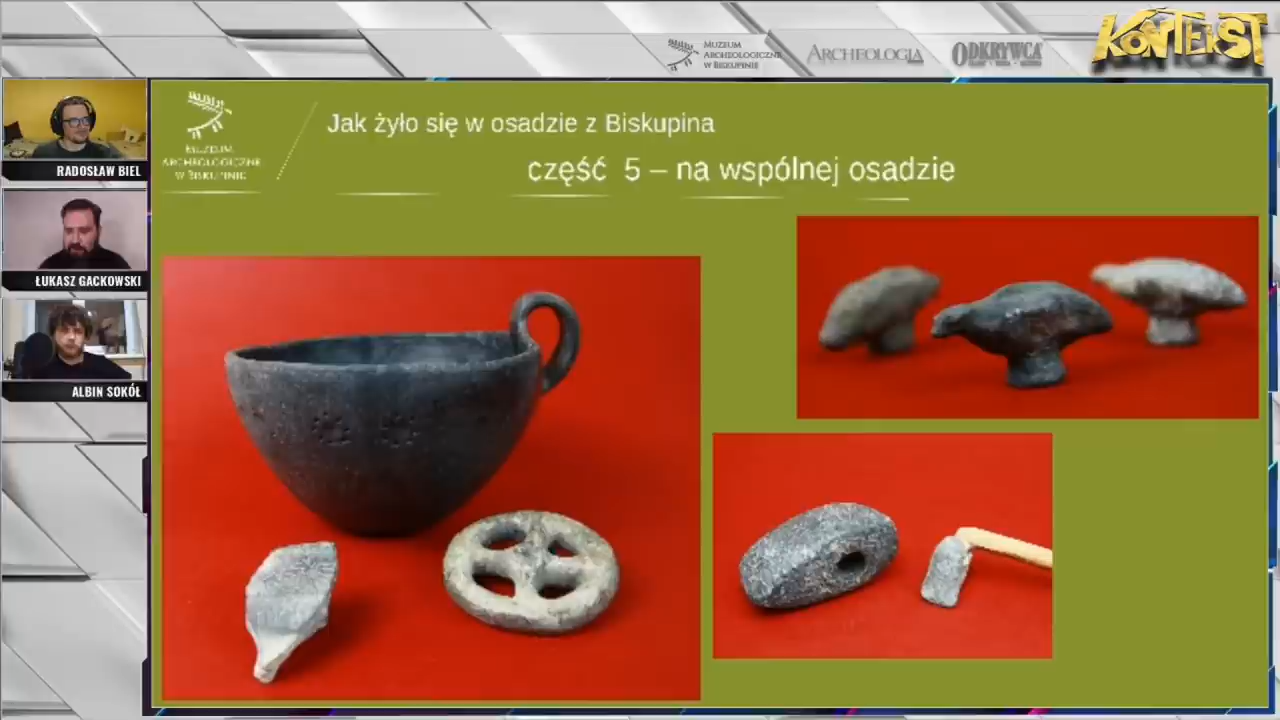 MUZEUM
ARCHEOLOGICZNE
W BISKUPINIE
ARCHEOLOGIA
ODKRYWCA
KONTEKST
MUZEUM
ARCHEOLOGICZNE
W BISKUPINIE
Jak żyło się w osadzie z Biskupina
część 5 – na wspólnej osadzie
RADOSŁAW BIEL
ŁUKASZ GACKOWSKI
ALBIN SOKÓŁ